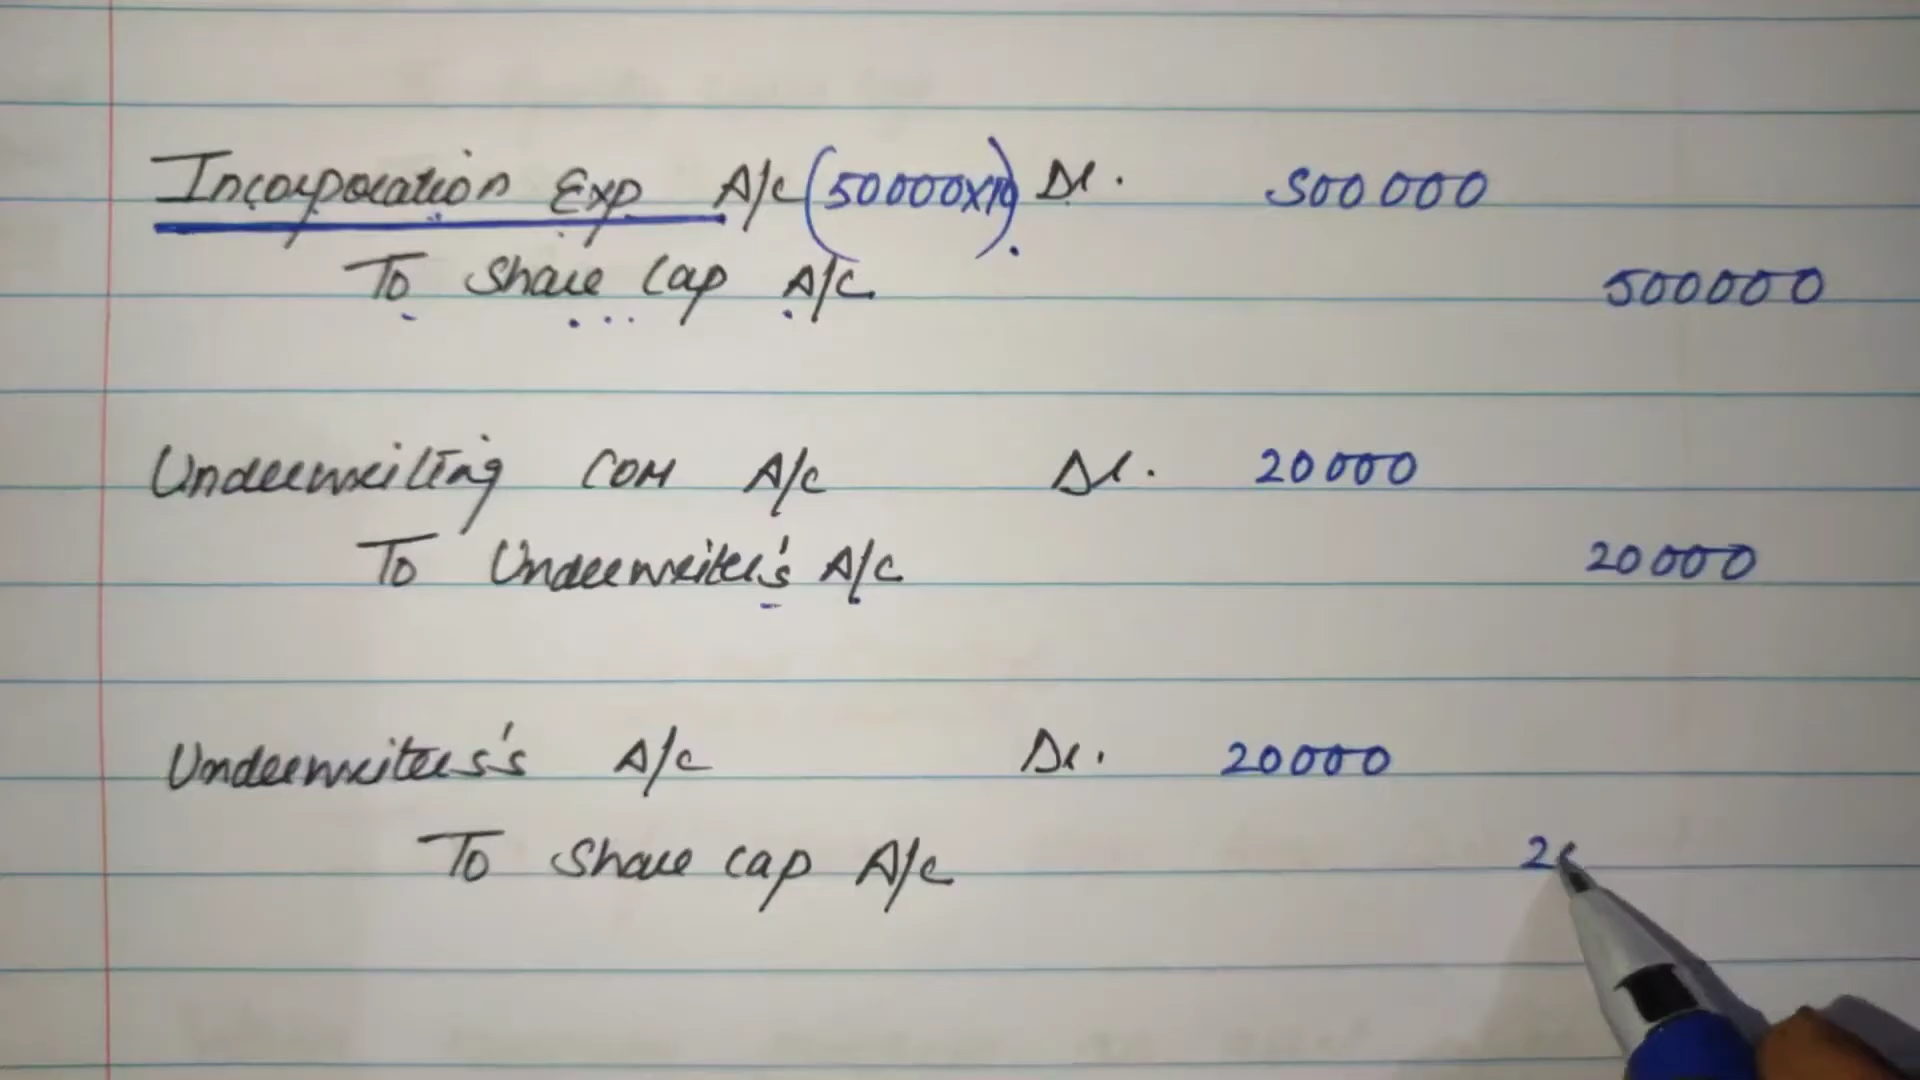 Incorporation Exp A/c (50000x10) Dr. 500000
To Share Cap A/c 500000
Underwriting COM A/c Dr. 20000
To Underwriter's A/c 20000
Underwriters's A/c Dr. 20000
To Share cap A/c 20